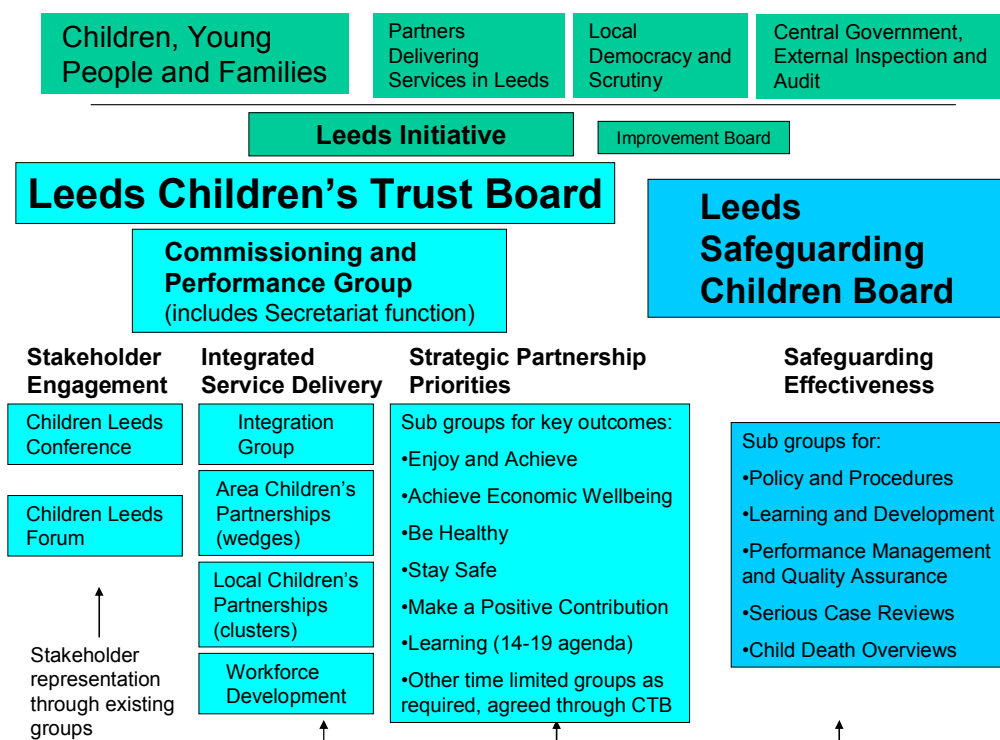 Children, Young
People and Families
Partners
Delivering
Services in Leeds
Local
Democracy and
Scrutiny
Central Government,
External Inspection and
Audit
Leeds Initiative
Improvement Board
Leeds Children's Trust Board
Leeds
Safeguarding
Children Board
Commissioning and
Performance Group
(includes Secretariat function)
Stakeholder
Engagement
Children Leeds
Conference
Children Leeds
Forum
Stakeholder
representation
through existing
groups
Integrated
Service Delivery
Integration
Group
Area Children's
Partnerships
(wedges)
Local Children's
Partnerships
(clusters)
Workforce
Development
Strategic Partnership
Priorities
Sub groups for key outcomes:
•Enjoy and Achieve
•Achieve Economic Wellbeing
•Be Healthy
•Stay Safe
•Make a Positive Contribution
•Learning (14-19 agenda)
•Other time limited groups as
required, agreed through CTB
Safeguarding
Effectiveness
Sub groups for:
•Policy and Procedures
•Learning and Development
•Performance Management
and Quality Assurance
•Serious Case Reviews
•Child Death Overviews